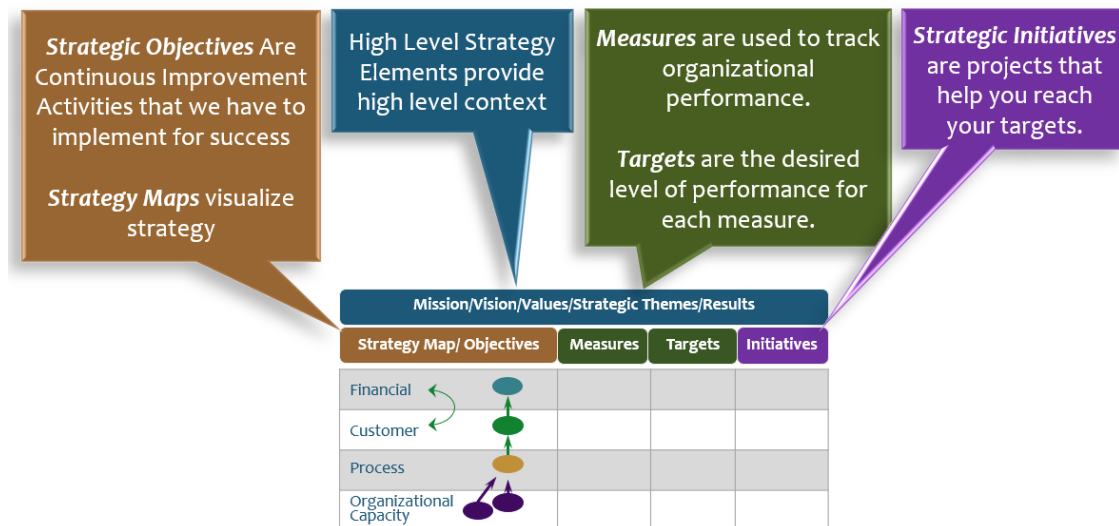 Strategic Objectives Are
Continuous Improvement
Activities that we have to
implement for success
Strategy Maps visualize
strategy
High Level Strategy
Elements provide
high level context
Measures are used to track
organizational
performance.
Targets are the desired
level of performance for
each measure.
Strategic Initiatives
are projects that
help you reach
your targets.
Mission/Vision/Values/Strategic Themes/Results
Strategy Map/ Objectives
Measures
Targets
Initiatives
Financial
Customer
Process
Organizational
Capacity